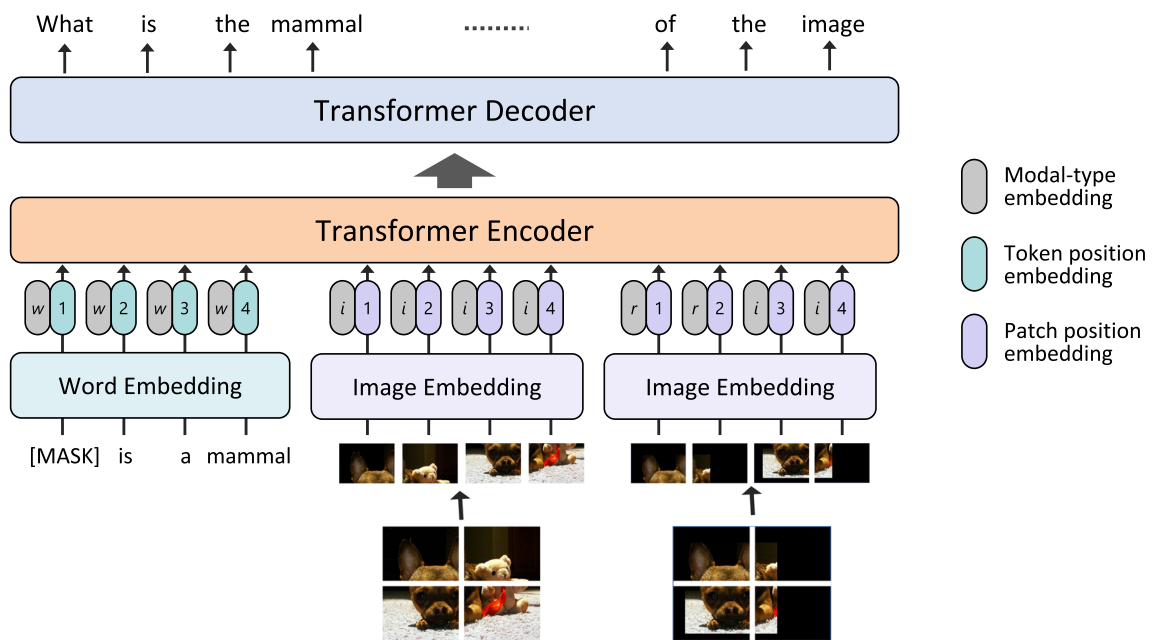 What is the mammal ......... of the image
Transformer Decoder
Transformer Encoder
w 1 w 2 w 3 w 4 i 1 i 2 i 3 i 4 r 1 r 2 i 3 i 4
Word Embedding
Image Embedding
Image Embedding
[MASK] is a mammal
Modal-type
embedding
Token position
embedding
Patch position
embedding